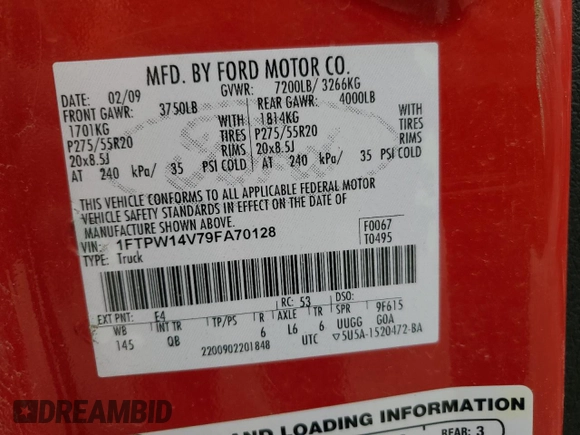 MFD. BY FORD MOTOR CO.
DATE: 02/09 GVWR: 7200LB/ 3266KG
FRONT GAWR: 3750LB REAR GAWR: 4000LB
1701KG WITH 1814KG WITH
P275/55R20 TIRES P275/55R20 TIRES
20x8.5J RIMS 20x8.5J RIMS
AT 240 kPa/ 35 PSI COLD AT 240 kPa/ 35 PSI COLD
Ford
THIS VEHICLE CONFORMS TO ALL APPLICABLE FEDERAL MOTOR
VEHICLE SAFETY STANDARDS IN EFFECT ON THE DATE OF
MANUFACTURE SHOWN ABOVE.
VIN: 1FTPW14V79FA70128 F0067
TYPE: Truck T0495
EXT PNT: E4 RC: 53 DSO:
WB INT TR TP/PS R AXLE TR SPR 9F615
145 QB 6 L6 6 UUGG GOA
2200902201848 UTC ▽5U5A-1520472-BA
AND LOADING INFORMATION
REAR: 3
DREAMBID